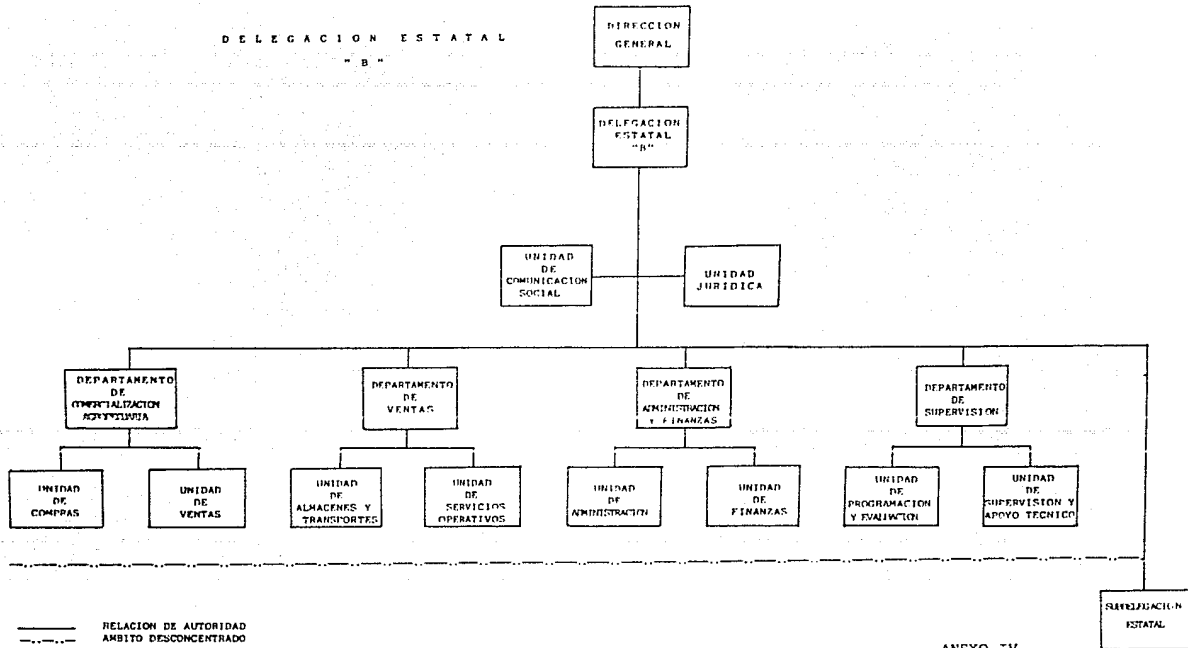 DELEGACION ESTATAL
"B"
DIRECCION
GENERAL
DELEGACION
ESTATAL
"B"
UNIDAD
DE
COMUNICACION
SOCIAL
UNIDAD
JURIDICA
DEPARTAMENTO
DE
COMERCIALIZACION
AGROPECUARIA
DEPARTAMENTO
DE
VENTAS
DEPARTAMENTO
DE
ADMINISTRACION
Y FINANZAS
DEPARTAMENTO
DE
SUPERVISION
UNIDAD
DE
COMPRAS
UNIDAD
DE
VENTAS
UNIDAD
DE
ALMACENES Y
TRANSPORTES
UNIDAD
DE
SERVICIOS
OPERATIVOS
UNIDAD
DE
ADMINISTRACION
UNIDAD
DE
FINANZAS
UNIDAD
DE
PROGRAMACION
Y EVALUACION
UNIDAD
DE
SUPERVISION Y
APOYO TECNICO
SUBDELEGACION
ESTATAL
RELACION DE AUTORIDAD
AMBITO DESCONCENTRADO
ANEXO IV